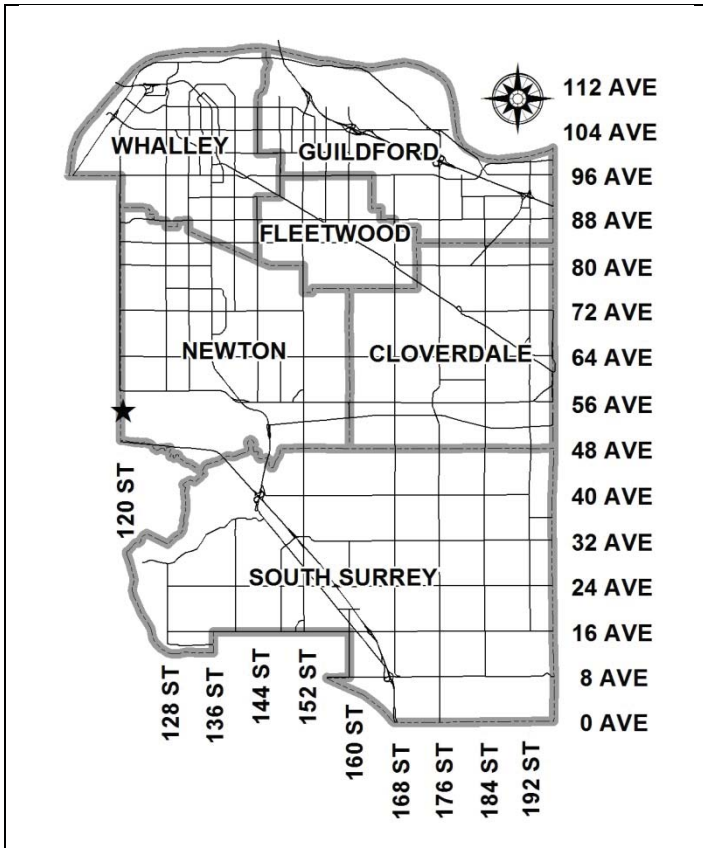 112 AVE
104 AVE
WHALLEY
GUILDFORD
96 AVE
88 AVE
FLEETWOOD
80 AVE
72 AVE
NEWTON
CLOVERDALE
64 AVE
56 AVE
48 AVE
120 ST
40 AVE
32 AVE
SOUTH SURREY
24 AVE
16 AVE
128 ST
136 ST
144 ST
152 ST
8 AVE
160 ST
0 AVE
168 ST
176 ST
184 ST
192 ST